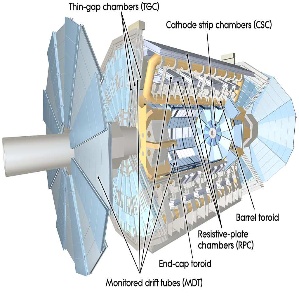 Thin-gap chambers (TGC)
Cathode strip chambers (CSC)
Barrel toroid
Resistive-plate
chambers (RPC)
End-cap toroid
Monitored drift tubes (MDT)